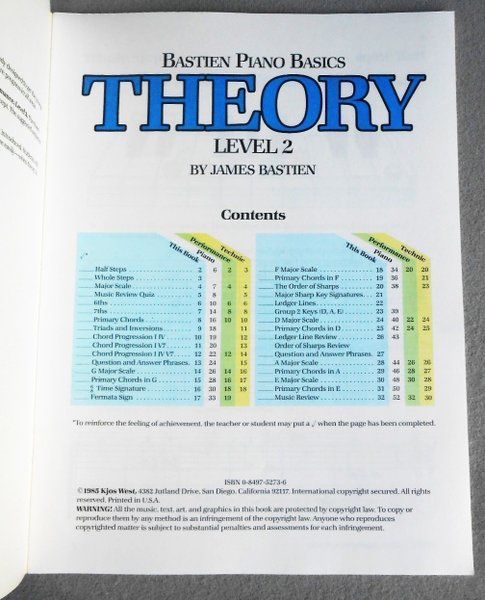 BASTIEN PIANO BASICS
THEORY
LEVEL 2
BY JAMES BASTIEN
Contents
This Book Piano Performance Technic
Half Steps 2 6 2 3
Whole Steps 3
Major Scale 4 7 4 4
Music Review Quiz 5 8 5
6ths 6 10 6 6
7ths 7 14 8 8
Primary Chords 8 16 10 10
Triads and Inversions 9 18 11
Chord Progression I IV 10 19 12
Chord Progression I V7 11 20 13
Chord Progression I IV V7 12 22 12 14
Question and Answer Phrases 13 24 15
G Major Scale 14 26 14 16
Primary Chords in G 15 28 16 17
Time Signature 16 30 18 18
Fermata Sign 17 33 19
This Book Piano Performance Technic
F Major Scale 18 34 20 20
Primary Chords in F 19 36 21
The Order of Sharps 20 38 23
Major Sharp Key Signatures 21
Ledger Lines 22
Group 2 Keys (D, A, E) 23 39
D Major Scale 24 40 22 24
Primary Chords in D 25 42 24 25
Ledger Line Review 26 43
Order of Sharps Review
Question and Answer Phrases 27
A Major Scale 28 44 26 26
Primary Chords in A 29 46 28 27
E Major Scale 30 48 30 28
Primary Chords in E 31 50 29
Music Review 32 52 32 30
*To reinforce the feeling of achievement, the teacher or student may put a √ when the page has been completed.
ISBN 0-8497-5273-6
©1985 Kjos West, 4382 Jutland Drive, San Diego, California 92117. International copyright secured. All rights
reserved. Printed in U.S.A.
WARNING! All the music, text, art, and graphics in this book are protected by copyright law. To copy or
reproduce them by any method is an infringement of the copyright law. Anyone who reproduces
copyrighted matter is subject to substantial penalties and assessments for each infringement.